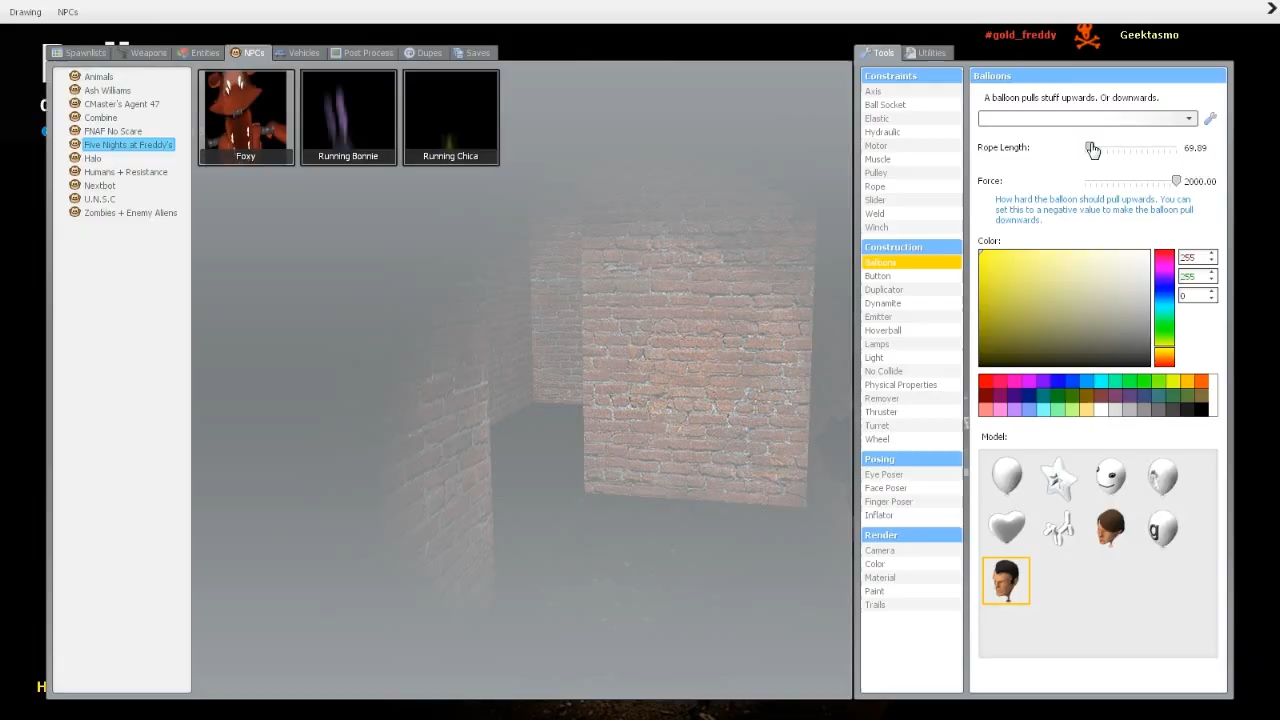 Drawing NPCs
#gold_freddy Geektasmo
Spawnlists Weapons Entities NPCs Vehicles Post Process Dupes Saves
Tools Utilities
Animals
Ash Williams
CMaster's Agent 47
Combine
FNAF No Scare
Five Nights at Freddy's
Halo
Humans + Resistance
Nextbot
U.N.S.C
Zombies + Enemy Aliens
Foxy
Running Bonnie
Running Chica
Constraints
Axis
Ball Socket
Elastic
Hydraulic
Motor
Muscle
Pulley
Rope
Slider
Weld
Winch
Construction
Balloons
Button
Duplicator
Dynamite
Emitter
Hoverball
Lamps
Light
No Collide
Physical Properties
Remover
Thruster
Turret
Wheel
Posing
Eye Poser
Face Poser
Finger Poser
Inflator
Render
Camera
Color
Material
Paint
Trails
Balloons
A balloon pulls stuff upwards. Or downwards.
Rope Length: 69.89
Force: 2000.00
How hard the balloon should pull upwards. You can
set this to a negative value to make the balloon pull
downwards.
Color:
255
255
0
Model:
g
H